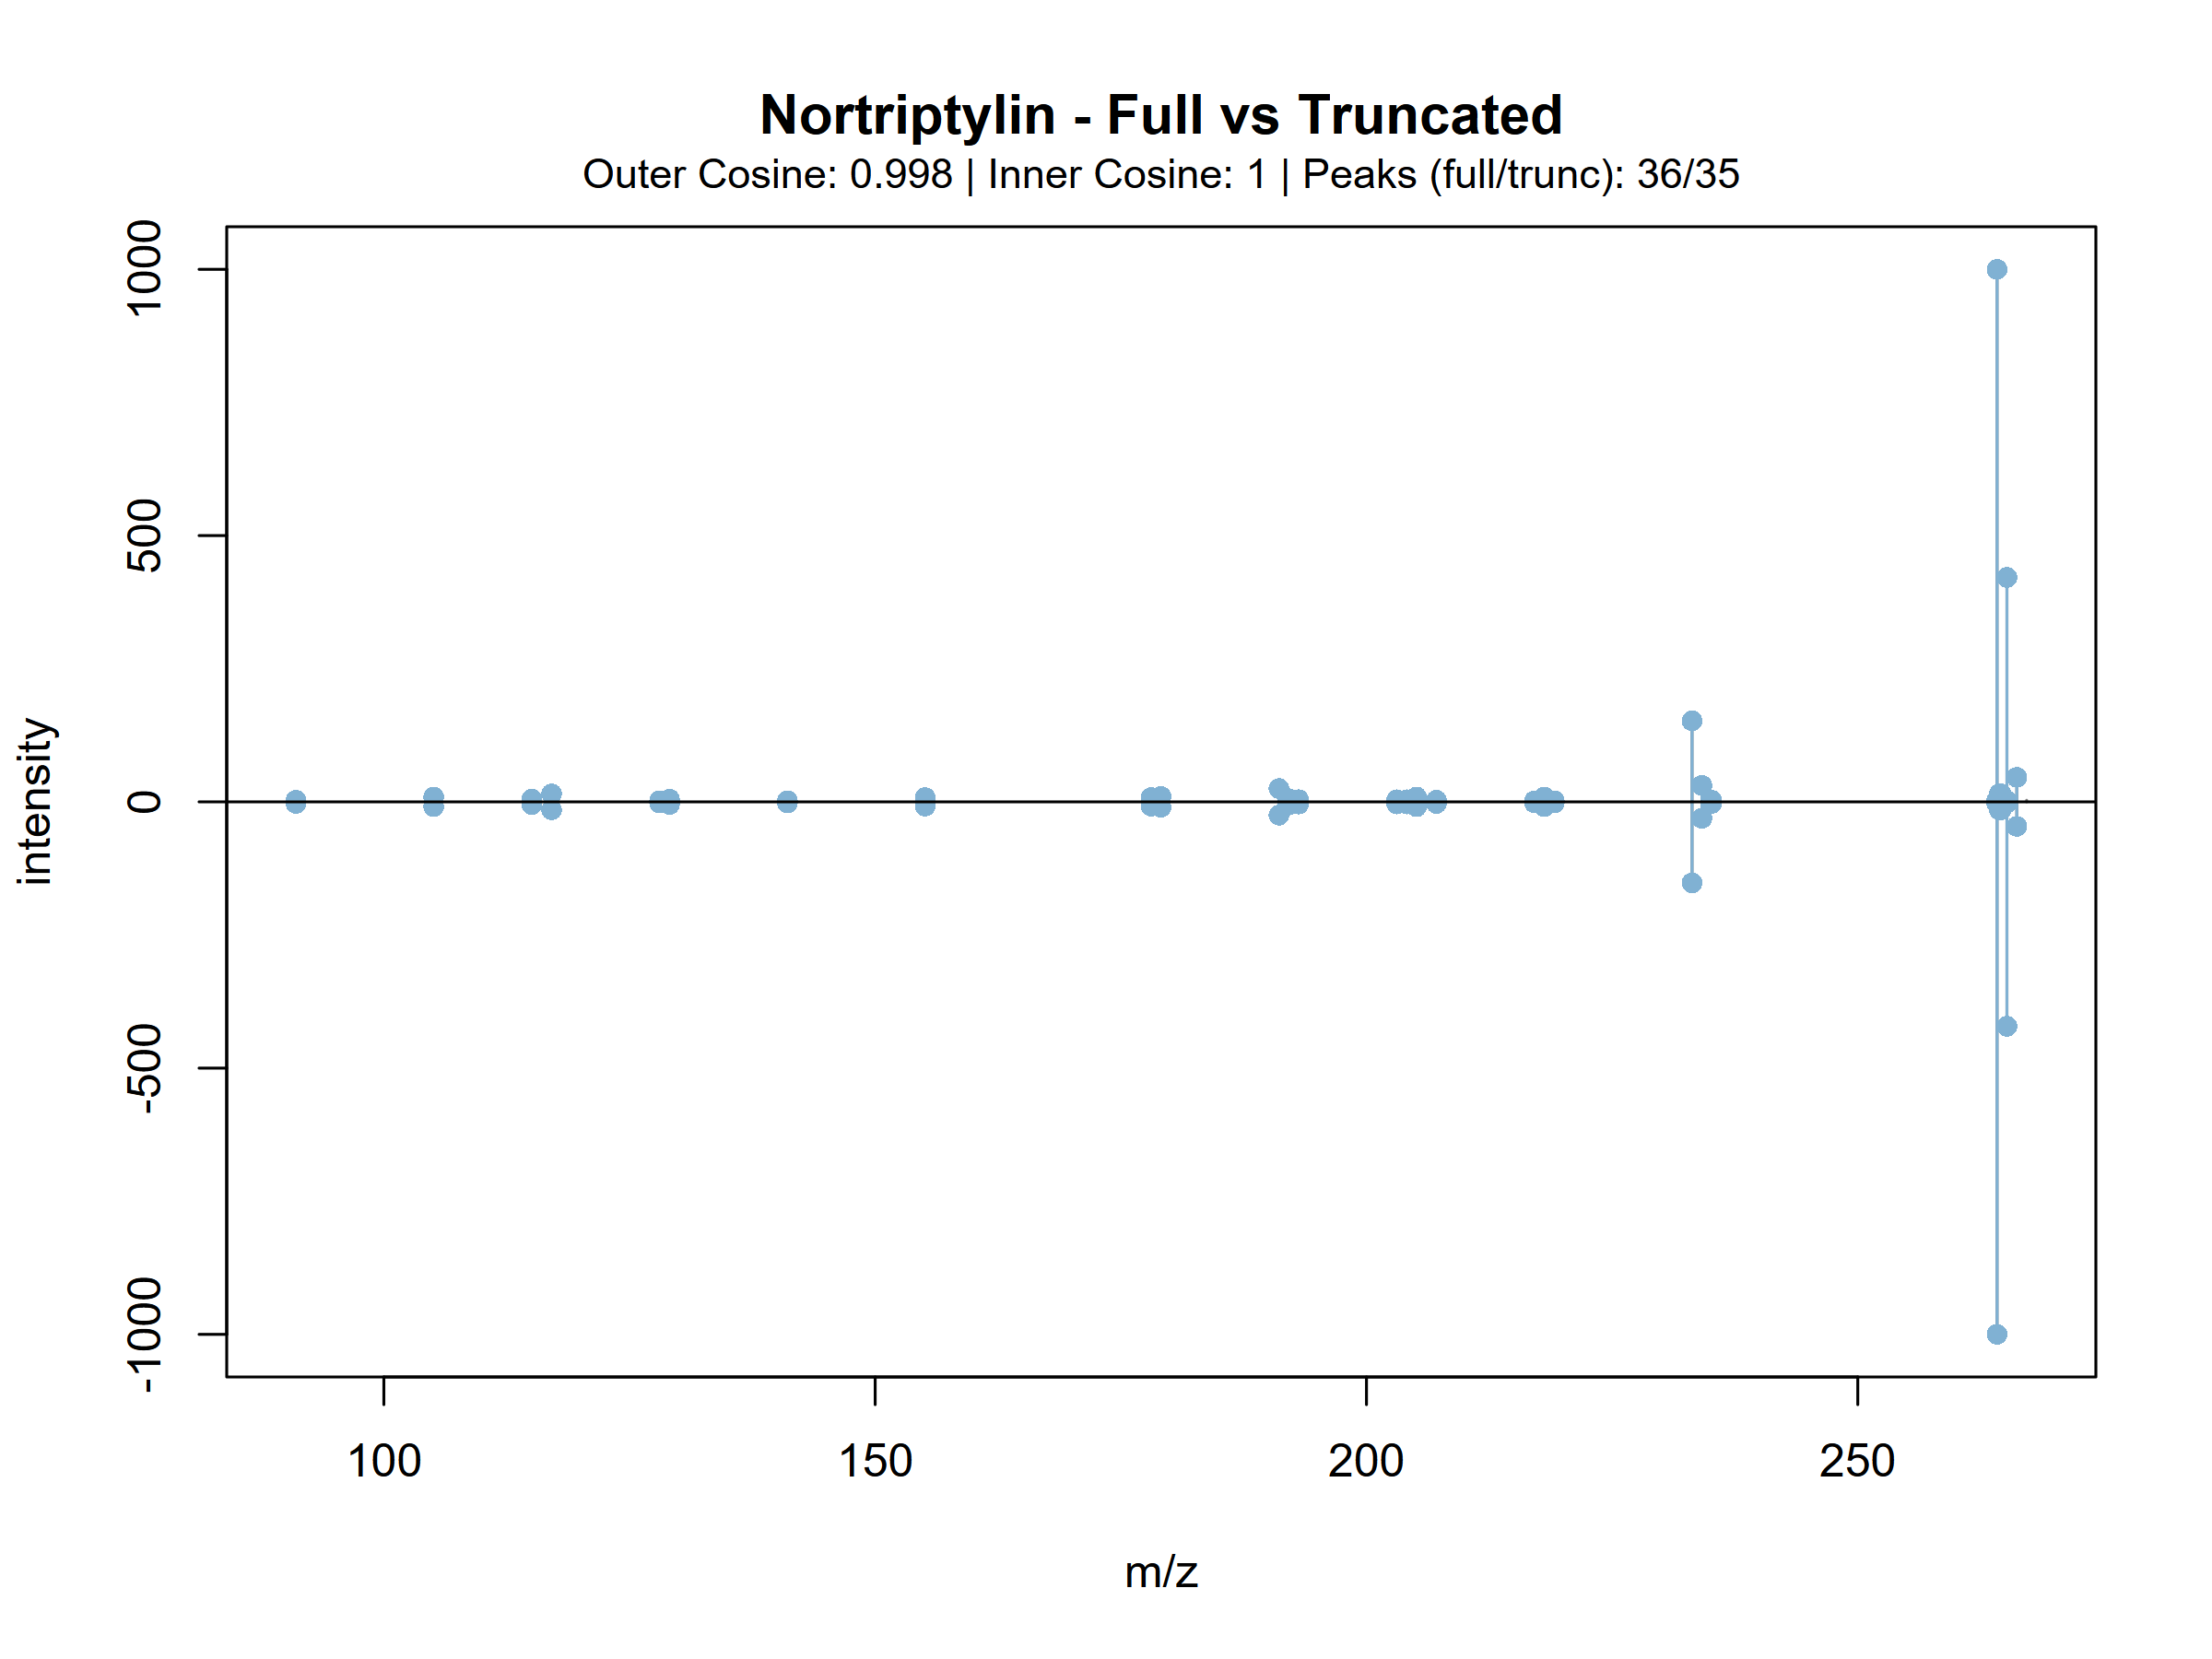 Nortriptylin - Full vs Truncated
Outer Cosine: 0.998 | Inner Cosine: 1 | Peaks (full/trunc): 36/35
1000
500
0
-500
-1000
intensity
100 150 200 250
m/z